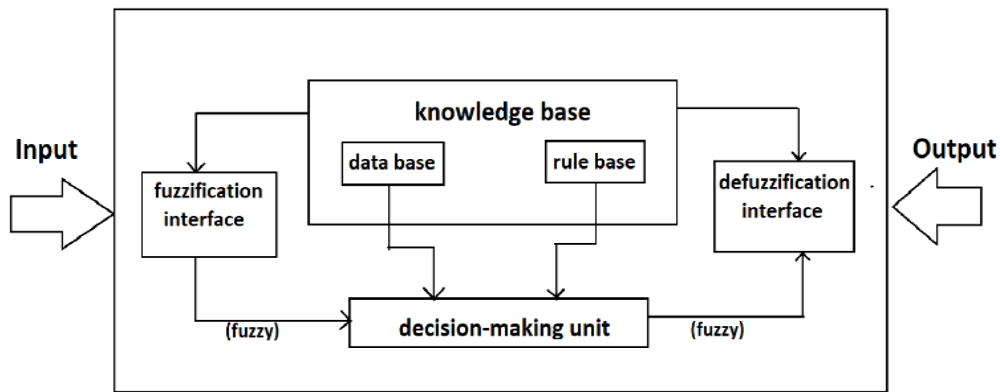 knowledge base
Input
Output
data base
rule base
fuzzification
interface
defuzzification
interface
(fuzzy)
decision-making unit
(fuzzy)